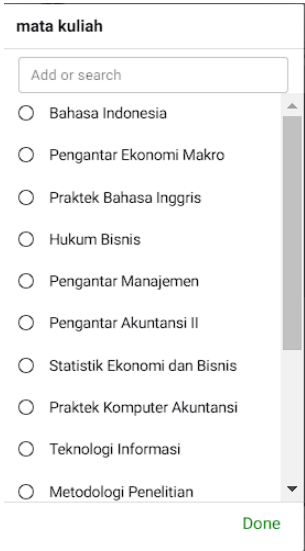 mata kuliah
Add or search
Bahasa Indonesia
Pengantar Ekonomi Makro
Praktek Bahasa Inggris
Hukum Bisnis
Pengantar Manajemen
Pengantar Akuntansi II
Statistik Ekonomi dan Bisnis
Praktek Komputer Akuntansi
Teknologi Informasi
Metodologi Penelitian
Done